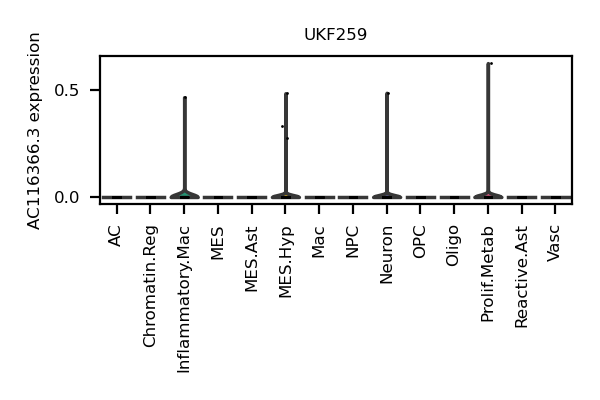 UKF259
AC116366.3 expression
0.5
0.0
AC
Chromatin.Reg
Inflammatory.Mac
MES
MES.Ast
MES.Hyp
Mac
NPC
Neuron
OPC
Oligo
Prolif.Metab
Reactive.Ast
Vasc